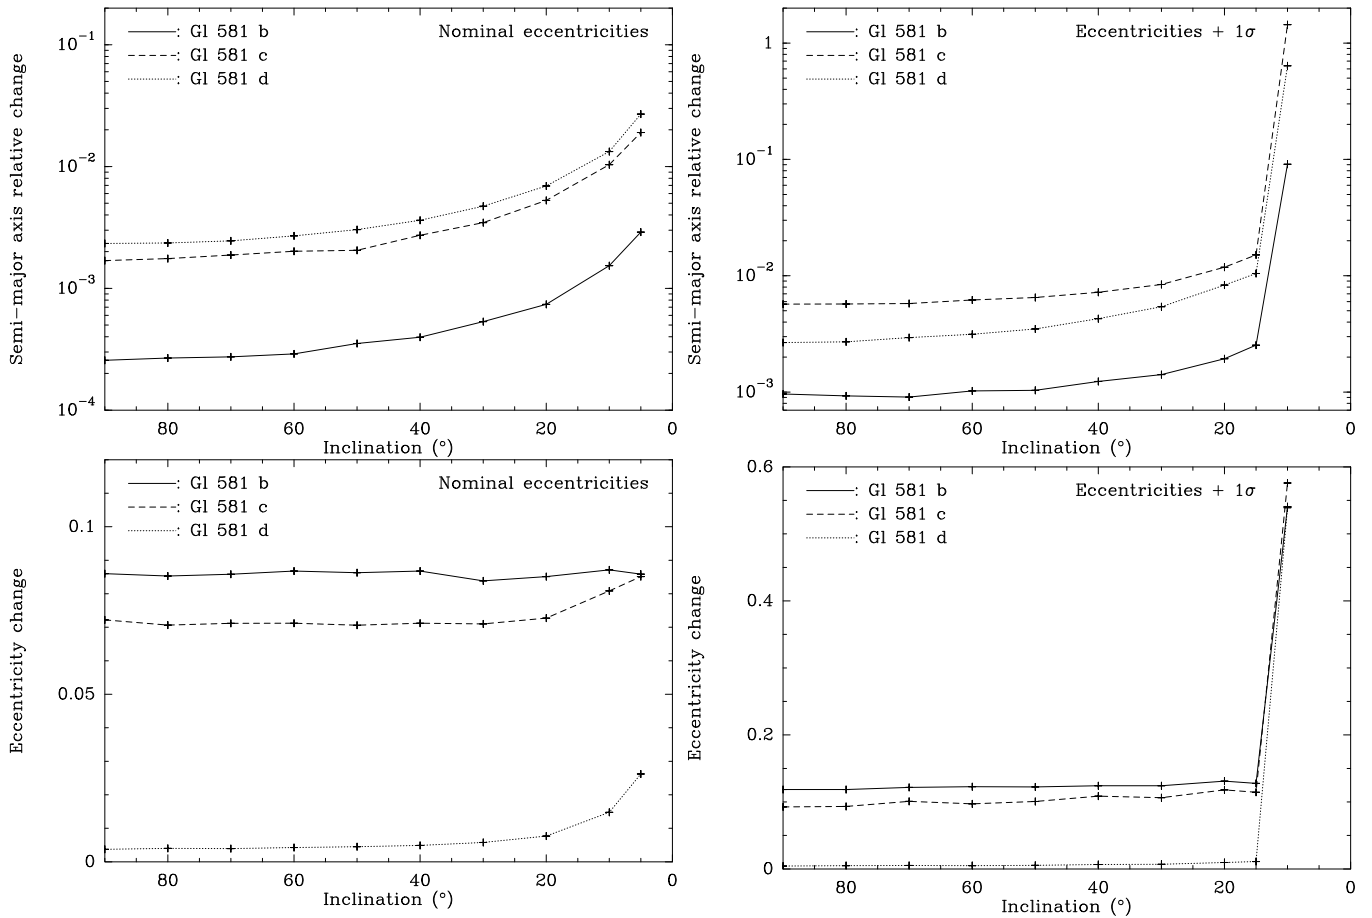 Nominal eccentricities
: Gl 581 b
: Gl 581 c
: Gl 581 d
Semi-major axis relative change
10⁻¹
10⁻²
10⁻³
10⁻⁴
80 60 40 20 0
Inclination (°)
Eccentricities + 1σ
: Gl 581 b
: Gl 581 c
: Gl 581 d
Semi-major axis relative change
1
10⁻¹
10⁻²
10⁻³
80 60 40 20 0
Inclination (°)
Nominal eccentricities
: Gl 581 b
: Gl 581 c
: Gl 581 d
Eccentricity change
0.1
0.05
0
80 60 40 20 0
Inclination (°)
Eccentricities + 1σ
: Gl 581 b
: Gl 581 c
: Gl 581 d
Eccentricity change
0.6
0.4
0.2
0
80 60 40 20 0
Inclination (°)